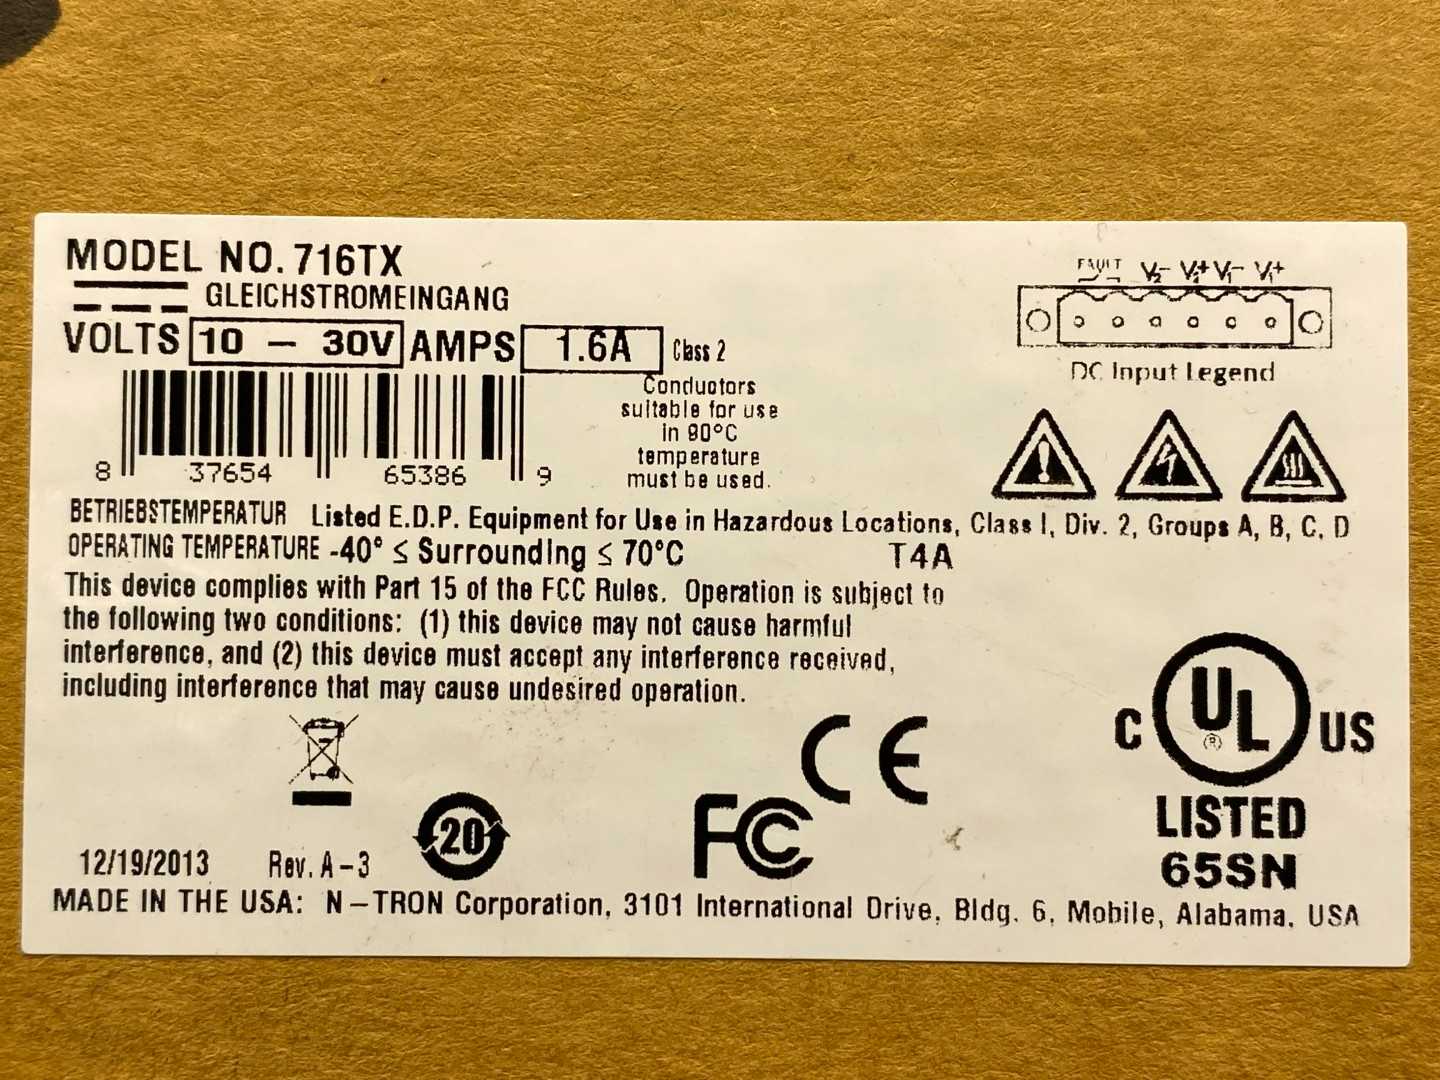 MODEL NO. 716TX
GLEICHSTROMEINGANG
VOLTS 10 – 30V AMPS 1.6A Class 2
Conductors
suitable for use
in 90°C
temperature
must be used.
8 37654 65386 9
FAULT V2- V2+ V1- V1+
DC Input Legend
BETRIEBSTEMPERATUR Listed E.D.P. Equipment for Use in Hazardous Locations, Class I, Div. 2, Groups A, B, C, D
OPERATING TEMPERATURE -40° ≤ Surrounding ≤ 70°C T4A
This device complies with Part 15 of the FCC Rules. Operation is subject to
the following two conditions: (1) this device may not cause harmful
interference, and (2) this device must accept any interference received,
including interference that may cause undesired operation.
C UL ® US
LISTED
65SN
CE
FC
20
12/19/2013 Rev. A-3
MADE IN THE USA: N-TRON Corporation, 3101 International Drive, Bldg. 6, Mobile, Alabama, USA